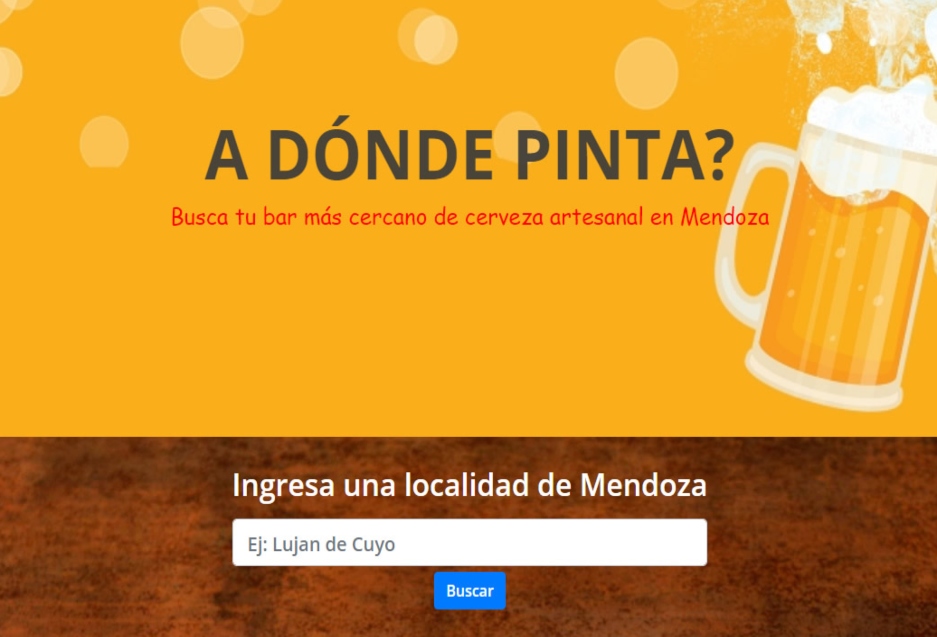 A DÓNDE PINTA?
Busca tu bar más cercano de cerveza artesanal en Mendoza
Ingresa una localidad de Mendoza
Ej: Lujan de Cuyo
Buscar